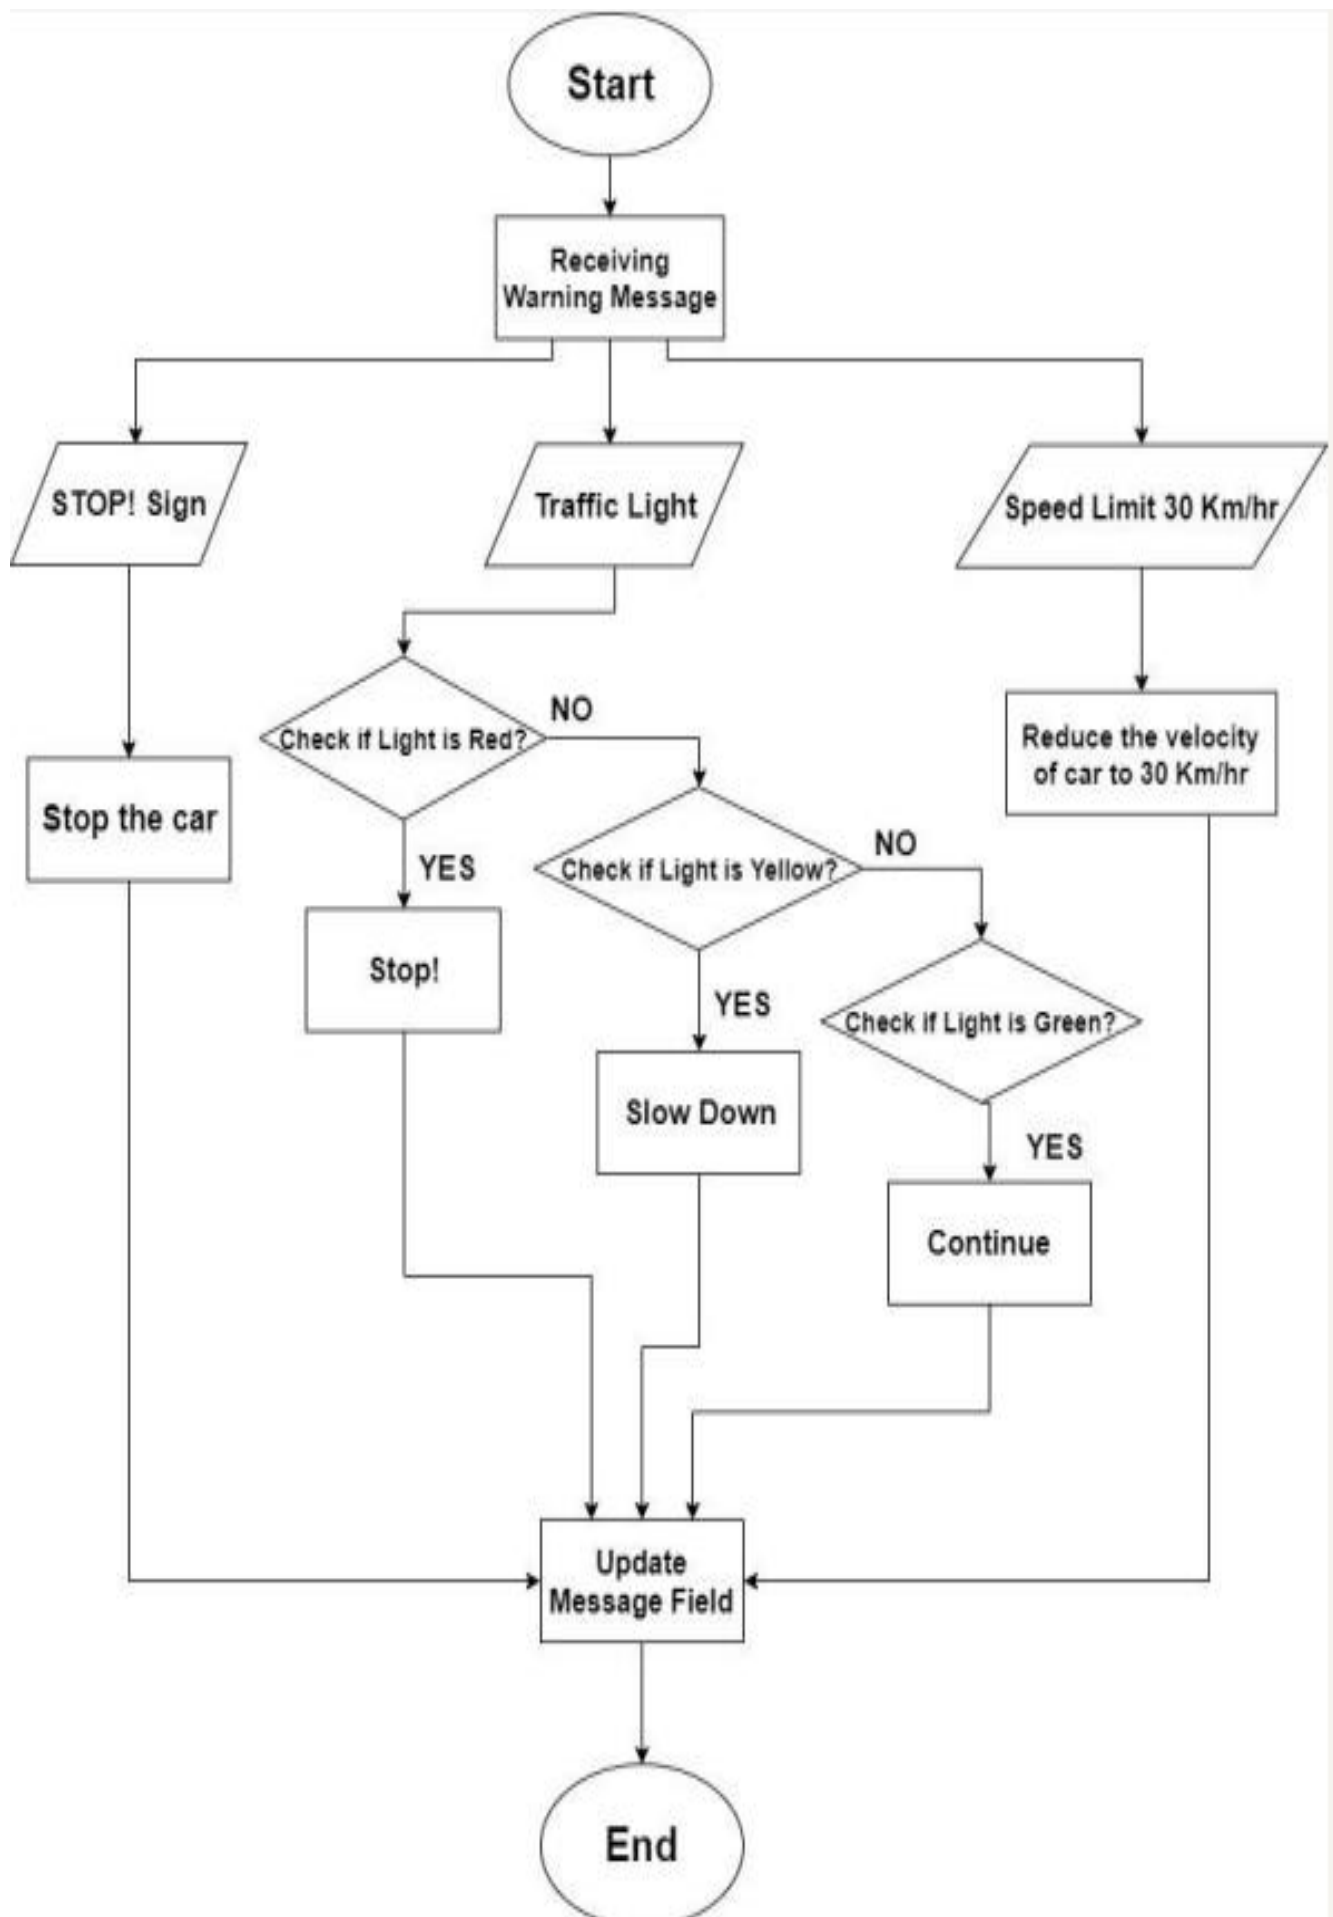 Start
Receiving
Warning Message
STOP! Sign
Traffic Light
Speed Limit 30 Km/hr
Check if Light is Red?
NO
YES
Reduce the velocity
of car to 30 Km/hr
Stop the car
Check if Light is Yellow?
NO
YES
Stop!
Check if Light is Green?
YES
Slow Down
Continue
Update
Message Field
End